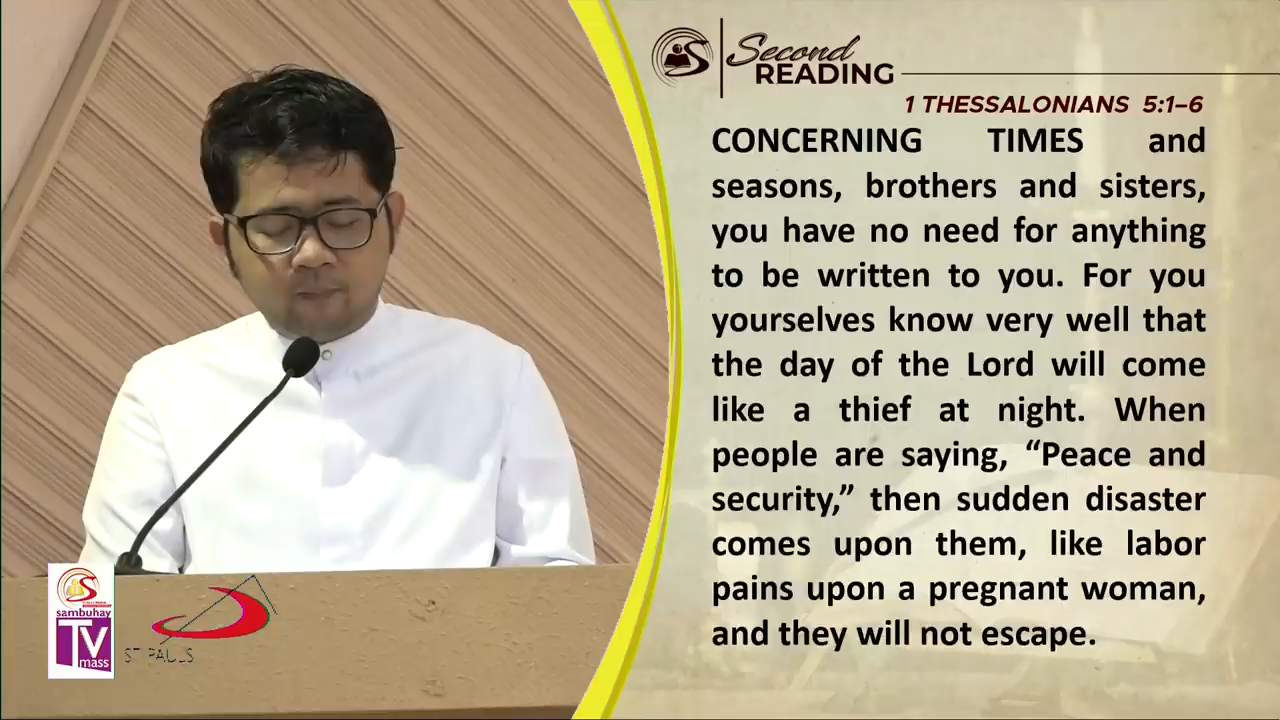 Second
READING
1 THESSALONIANS 5:1–6
CONCERNING TIMES and
seasons, brothers and sisters,
you have no need for anything
to be written to you. For you
yourselves know very well that
the day of the Lord will come
like a thief at night. When
people are saying, “Peace and
security,” then sudden disaster
comes upon them, like labor
pains upon a pregnant woman,
and they will not escape.
sambuhay
TV
mass
ST PAULS